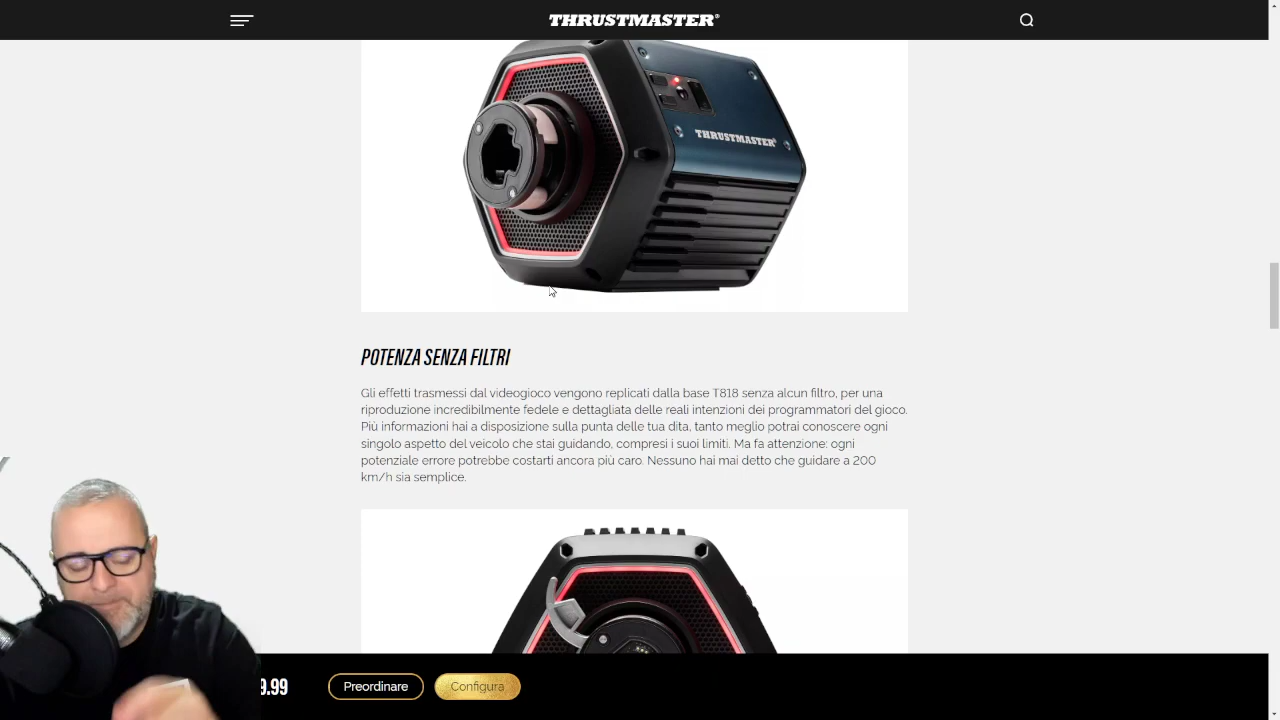 THRUSTMASTER®
THRUSTMASTER®
POTENZA SENZA FILTRI
Gli effetti trasmessi dal videogioco vengono replicati dalla base T818 senza alcun filtro, per una
riproduzione incredibilmente fedele e dettagliata delle reali intenzioni dei programmatori del gioco.
Più informazioni hai a disposizione sulla punta delle tua dita, tanto meglio potrai conoscere ogni
singolo aspetto del veicolo che stai guidando, compresi i suoi limiti. Ma fa attenzione: ogni
potenziale errore potrebbe costarti ancora più caro. Nessuno hai mai detto che guidare a 200
km/h sia semplice.
9.99 Preordinare Configura